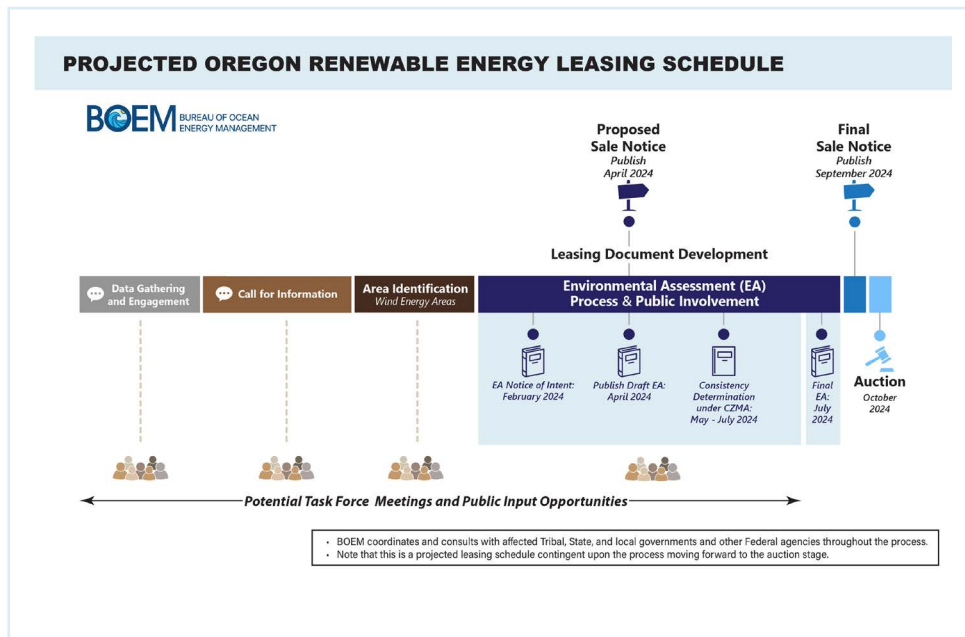 PROJECTED OREGON RENEWABLE ENERGY LEASING SCHEDULE
BOEM
BUREAU OF OCEAN
ENERGY MANAGEMENT
Proposed
Sale Notice
Publish
April 2024
Final
Sale Notice
Publish
September 2024
Leasing Document Development
Data Gathering
and Engagement
Call for Information
Area Identification
Wind Energy Areas
Environmental Assessment (EA)
Process & Public Involvement
EA Notice of Intent:
February 2024
Publish Draft EA:
April 2024
Consistency
Determination
under CZMA:
May - July 2024
Final
EA:
July
2024
Auction
October
2024
Potential Task Force Meetings and Public Input Opportunities
• BOEM coordinates and consults with affected Tribal, State, and local governments and other Federal agencies throughout the process.
• Note that this is a projected leasing schedule contingent upon the process moving forward to the auction stage.